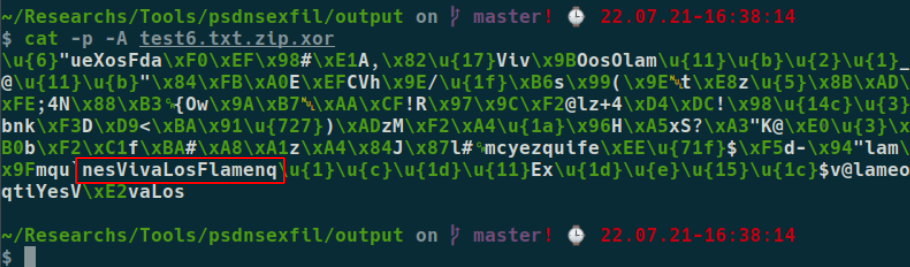 ~/Researchs/Tools/psdnsexfil/output on master! 22.07.21-16:38:14
$ cat -p -A test6.txt.zip.xor
\u{6}"ueXosFda\xF0\xEF\x98#\xE1A,\x82\u{17}Viv\x9BOosOlam\u{11}\u{b}\u{2}\u{1}_
@\u{11}\u{b}"\x84\xFB\xA0E\xEFCVh\x9E/\u{1f}\xB6s\x99(\x9E␊t\xE8z\u{5}\x8B\xAD\
xFE;4N\x88\xB3␍{Ow\x9A\xB7␊\xAA\xCF!R\x97\x9C\xF2@lz+4\xD4\xDC!\x98\u{14c}\u{3}
bnk\xF3D\xD9<\xBA\x91\u{727})\xADzM\xF2\xA4\u{1a}\x96H\xA5xS?\xA3"K@\xE0\u{3}\x
B0b\xF2\xC1f\xBA#\xA8\xA1z\xA4\x84J\x87l#␍mcyezquife\xEE\u{71f}$\xF5d-\x94"lam\
x9Fmqu\nesVivaLosFlamenq\u{1}\u{c}\u{1d}\u{11}Ex\u{1d}\u{e}\u{15}\u{1c}$v@lameo
qtiYesV\xE2vaLos
~/Researchs/Tools/psdnsexfil/output on master! 22.07.21-16:38:14
$